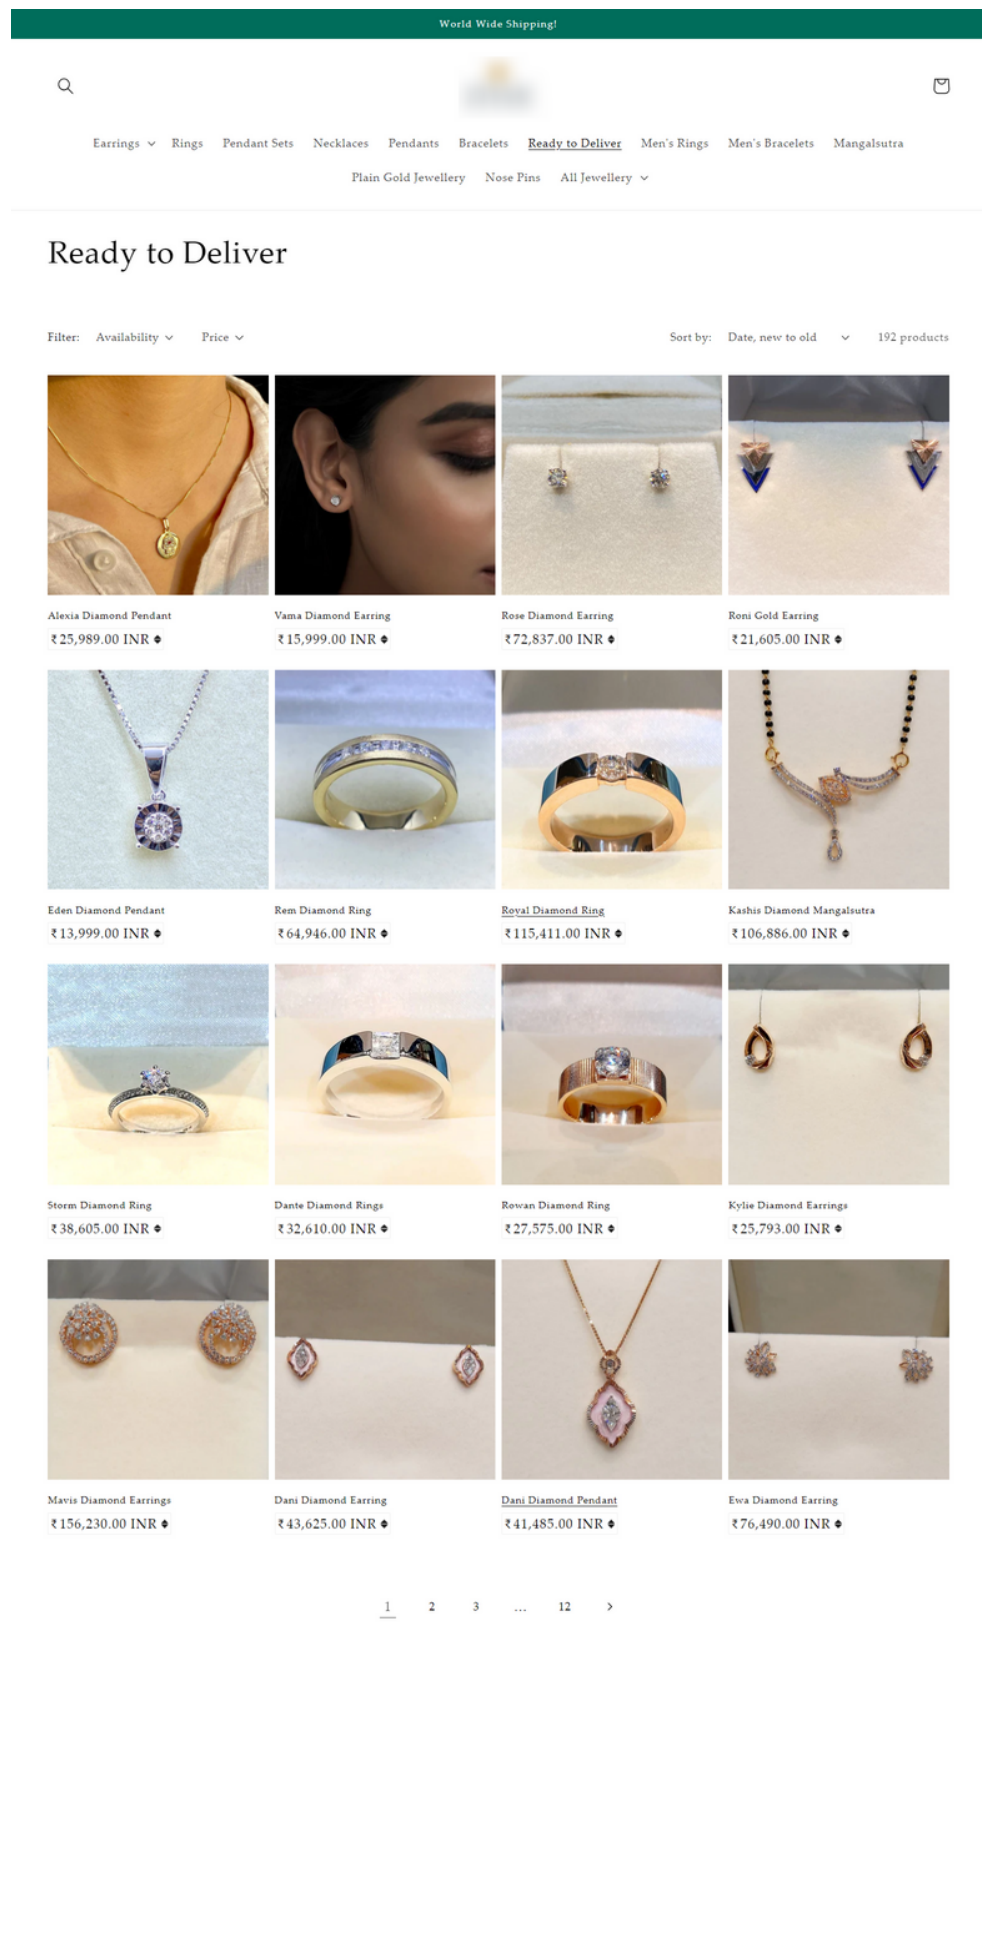 World Wide Shipping!
Earrings Rings Pendant Sets Necklaces Pendants Bracelets Ready to Deliver Men's Rings Men's Bracelets Mangalsutra
Plain Gold Jewellery Nose Pins All Jewellery
Ready to Deliver
Filter: Availability Price Sort by: Date, new to old 192 products
Alexia Diamond Pendant Vama Diamond Earring Rose Diamond Earring Roni Gold Earring
₹25,989.00 INR ₹15,999.00 INR ₹72,837.00 INR ₹21,605.00 INR
Eden Diamond Pendant Rem Diamond Ring Royal Diamond Ring Kashis Diamond Mangalsutra
₹13,999.00 INR ₹64,946.00 INR ₹115,411.00 INR ₹106,886.00 INR
Storm Diamond Ring Dante Diamond Rings Rowan Diamond Ring Kylie Diamond Earrings
₹38,605.00 INR ₹32,610.00 INR ₹27,575.00 INR ₹25,793.00 INR
Mavis Diamond Earrings Dani Diamond Earring Dani Diamond Pendant Ewa Diamond Earring
₹156,230.00 INR ₹43,625.00 INR ₹41,485.00 INR ₹76,490.00 INR
1 2 3 ... 12